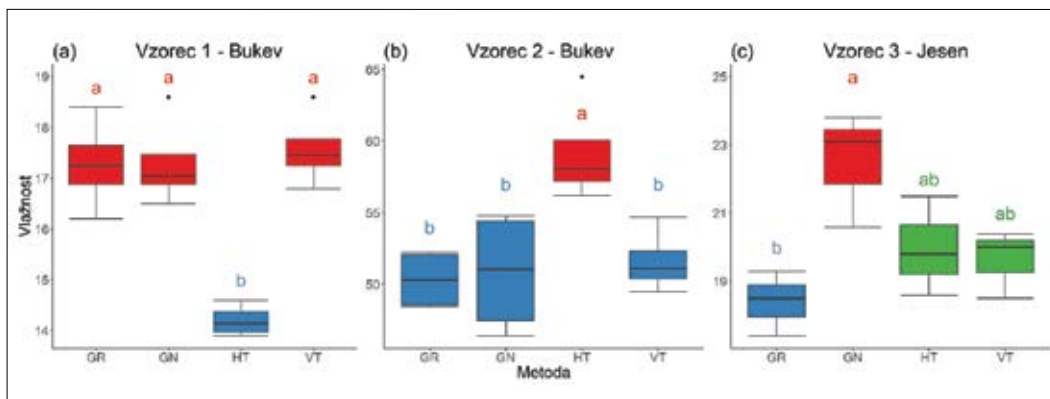 (a) Vzorec 1 - Bukev
(b) Vzorec 2 - Bukev
(c) Vzorec 3 - Jesen
Vlažnost
19
18
17
16
15
14
a
a
b
a
GR
GN
HT
VT
65
60
55
50
b
b
a
b
GR
GN
HT
VT
25
23
21
19
b
a
ab
ab
GR
GN
HT
VT
Metoda